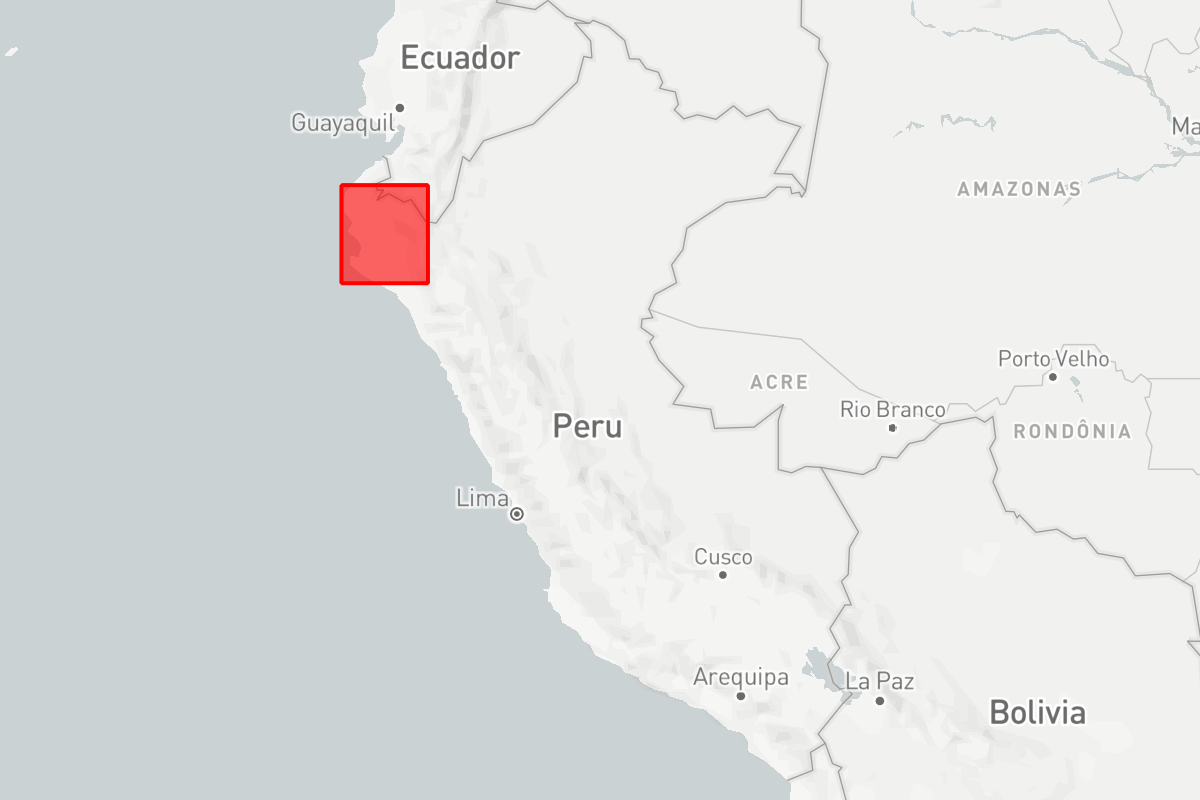 Ecuador
Guayaquil
Ma
AMAZONAS
Porto Velho
ACRE
Rio Branco
Peru
RONDÔNIA
Lima
Cusco
Arequipa
La Paz
Bolivia